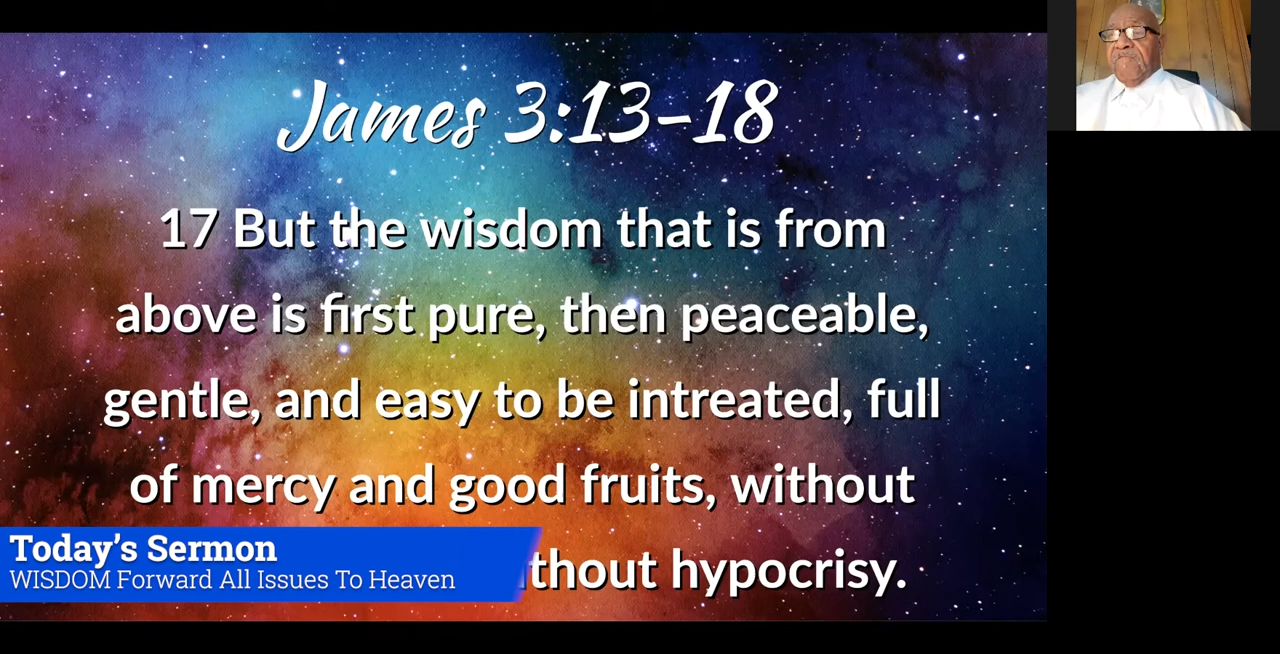 James 3:13-18
17 But the wisdom that is from
above is first pure, then peaceable,
gentle, and easy to be intreated, full
of mercy and good fruits, without
thout hypocrisy.
Today's Sermon
WISDOM Forward All Issues To Heaven